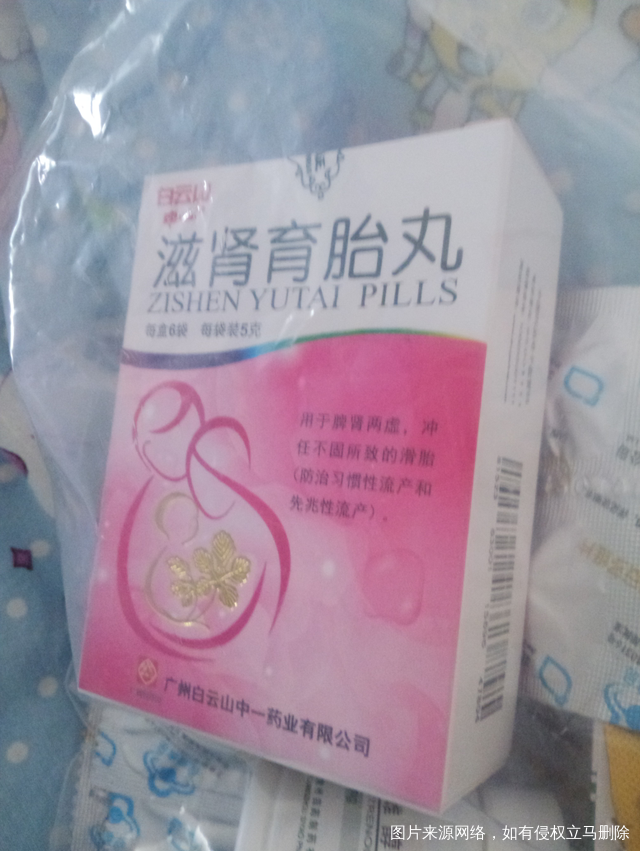 白云山
滋肾育胎丸
ZISHEN YUTAI PILLS
每盒6袋 每袋装5克
用于脾肾两虚，冲
任不固所致的滑胎
（防治习惯性流产和
先兆性流产）。
广州白云山中一药业有限公司
图片来源网络，如有侵权立马删除